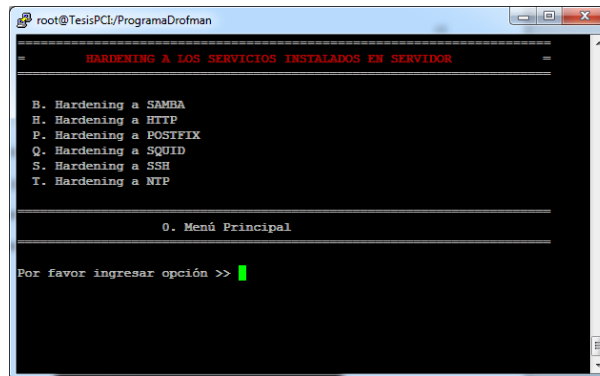 root@TesisPCI:/ProgramaDrofman
= HARDENING A LOS SERVICIOS INSTALADOS EN SERVIDOR =
B. Hardening a SAMBA
H. Hardening a HTTP
P. Hardening a POSTFIX
Q. Hardening a SQUID
S. Hardening a SSH
T. Hardening a NTP
0. Menú Principal
Por favor ingresar opción >>